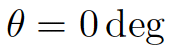 θ = 0 deg